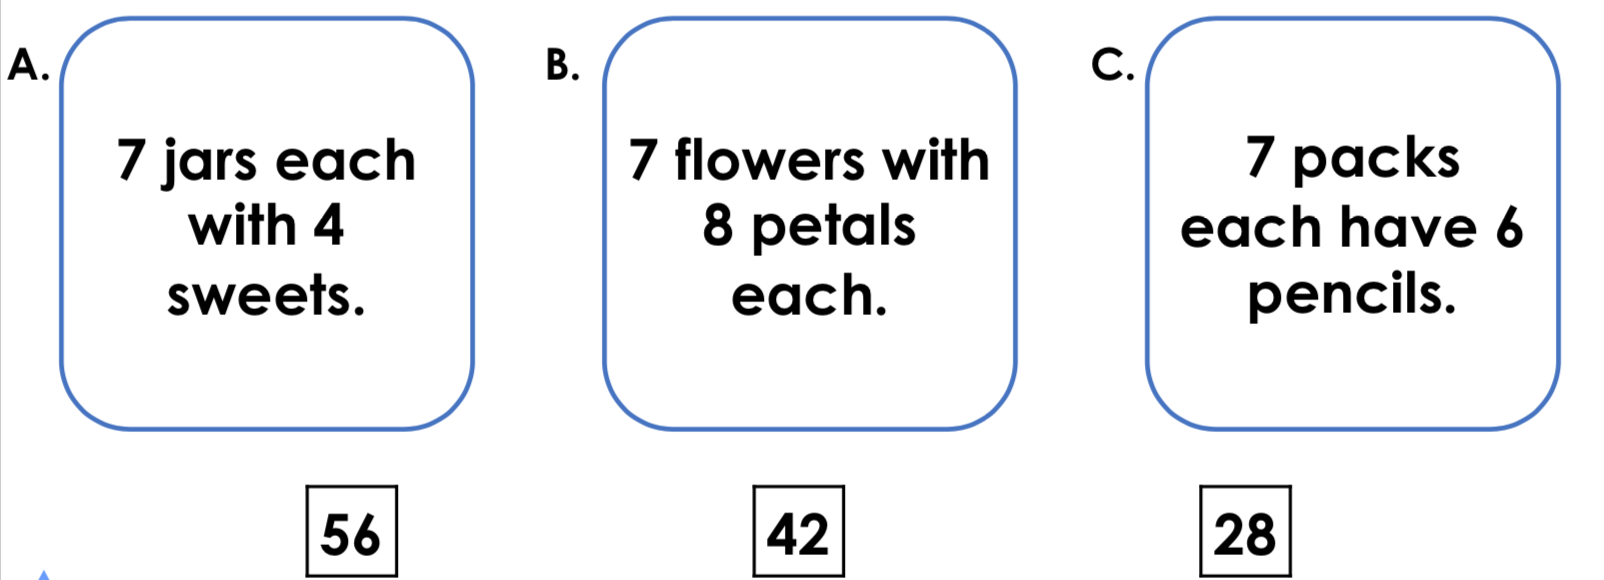 A.
7 jars each
with 4
sweets.
B.
7 flowers with
8 petals
each.
C.
7 packs
each have 6
pencils.
56
42
28